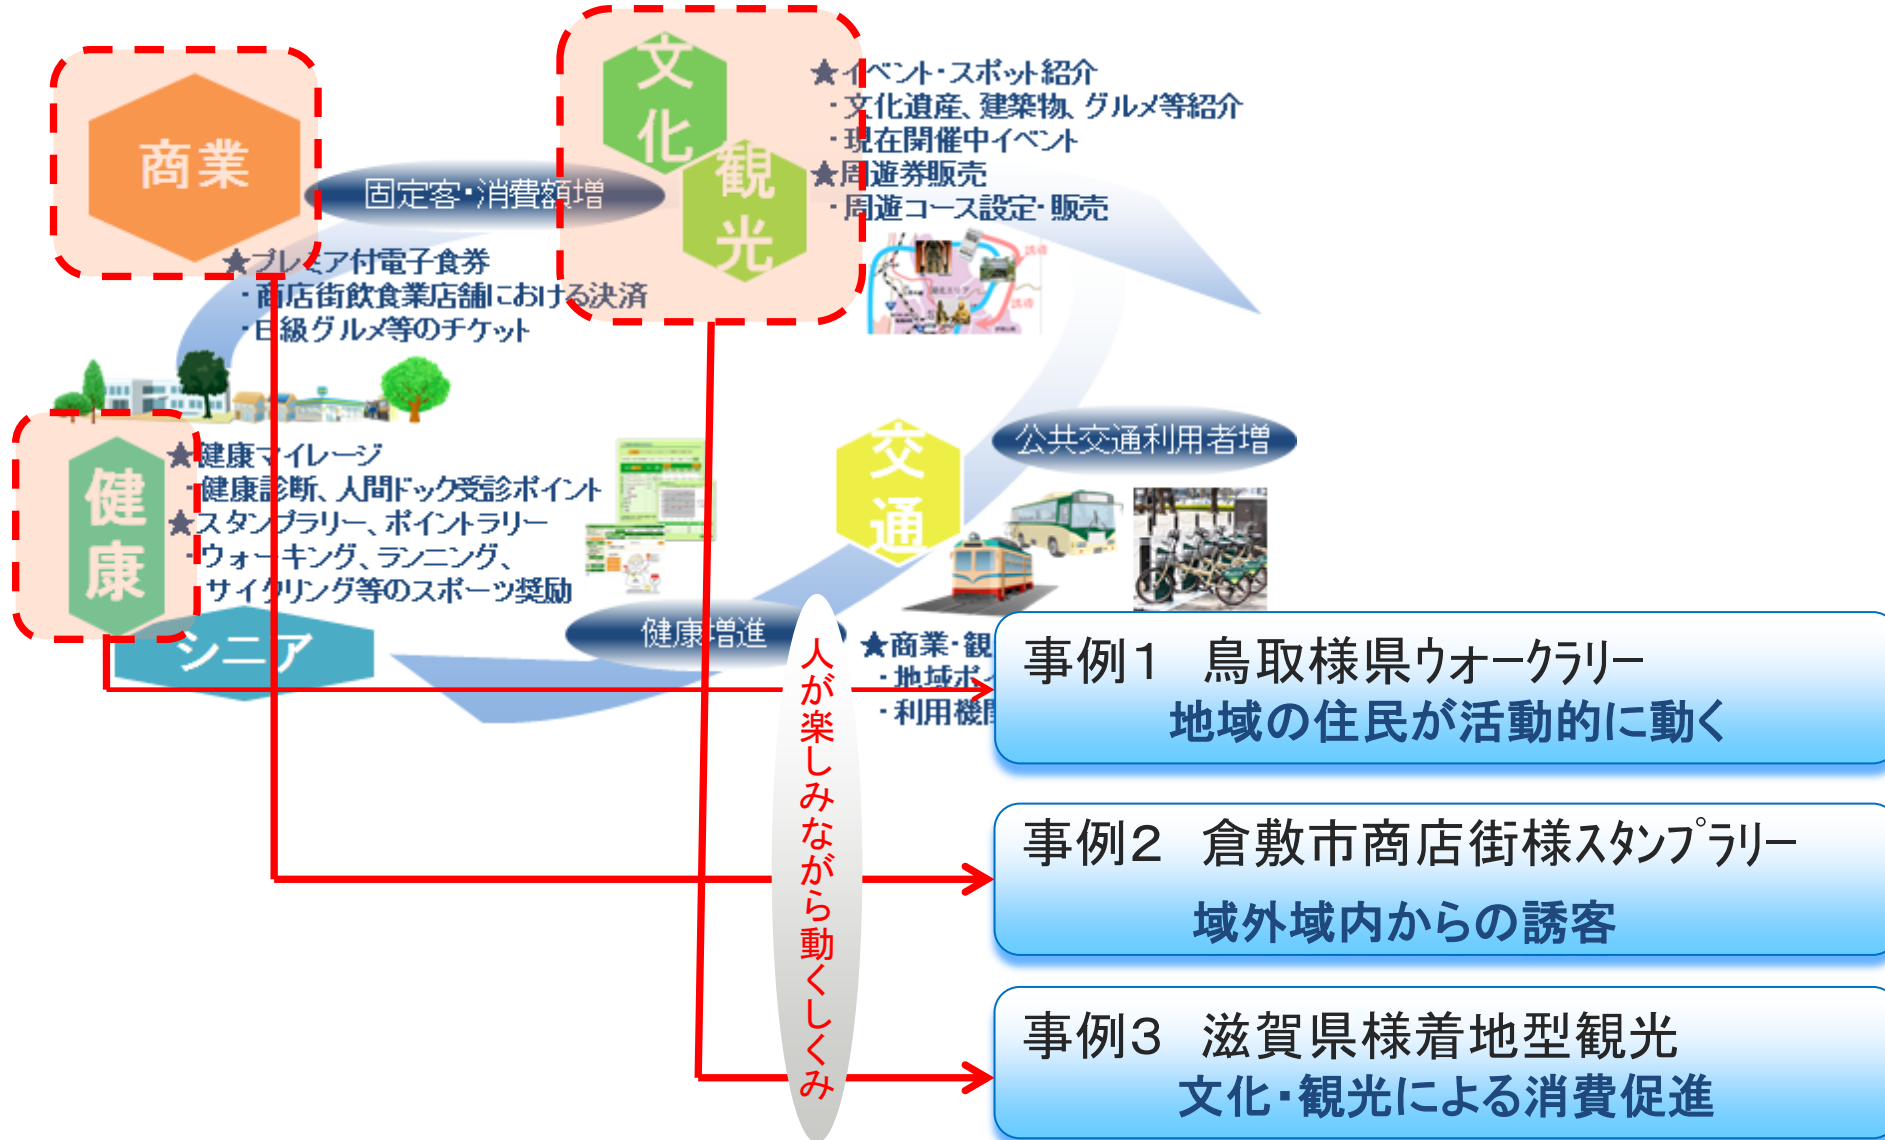 商業
文化
観光
固定客・消費額増
★イベント・スポット紹介
・文化遺産、建築物、グルメ等紹介
・現在開催中イベント
★周遊券販売
・周遊コース設定・販売
誘導
誘導
★プレミア付電子食券
・商店街飲食業店舗における決済
・B級グルメ等のチケット
健康
★健康マイレージ
・健康診断、人間ドック受診ポイント
★スタンプラリー、ポイントラリー
・ウォーキング、ランニング、
サイクリング等のスポーツ奨励
シニア
健康増進
交通
公共交通利用者増
★商業・観
・地域ポイ
・利用機関
人が楽しみながら動くしくみ
事例1 鳥取様県ウォークラリー
地域の住民が活動的に動く
事例2 倉敷市商店街様スタンプラリー
域外域内からの誘客
事例3 滋賀県様着地型観光
文化・観光による消費促進